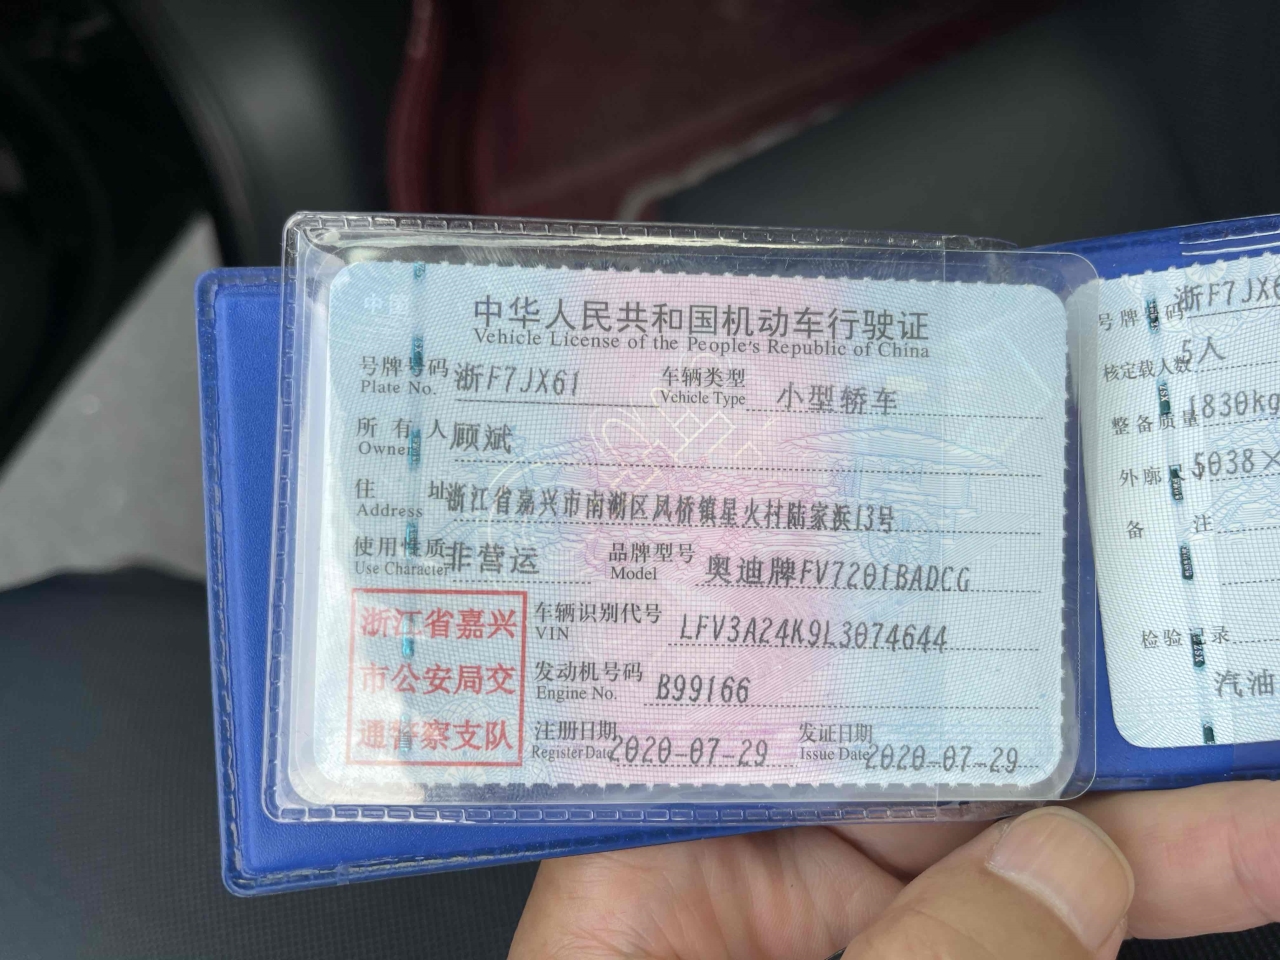 中华人民共和国机动车行驶证
Vehicle License of the People's Republic of China
号牌号码 浙F7JX61 车辆类型 小型轿车
Plate No. Vehicle Type
所有人 顾斌
Owner
住址 浙江省嘉兴市南湖区凤桥镇星火村陆家浜13号
Address
使用性质 非营运 品牌型号 奥迪牌FV7201BADCG
Use Character Model
浙江省嘉兴
市公安局交
通警察支队
车辆识别代号 LFV3A24K9L3074644
VIN
发动机号码 B99166
Engine No.
注册日期 2020-07-29 发证日期 2020-07-29
Register Date Issue Date
号牌号码 浙F7JX6
核定载人数 5人
整备质量 1830kg
外廓 5038×
备注
检验记录
汽油